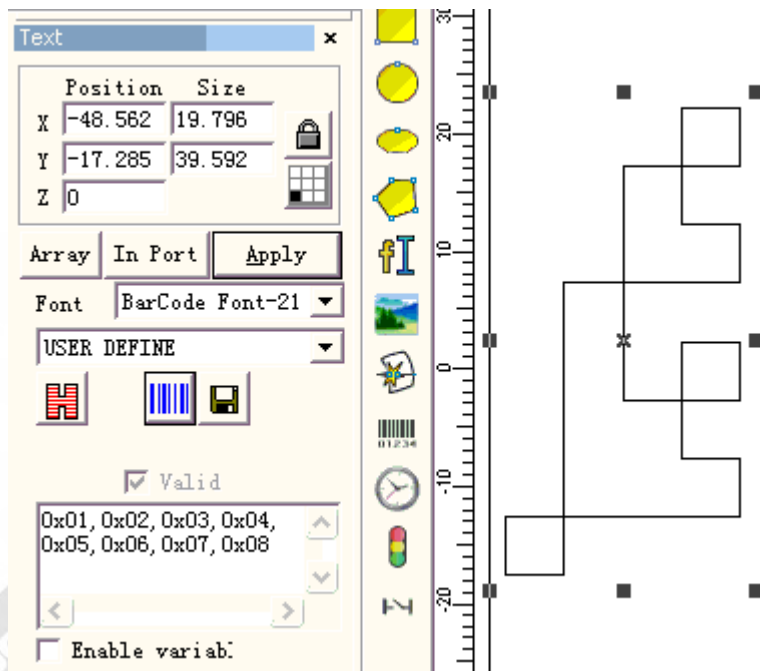 Text
Position Size
X -48.562 19.796
Y -17.285 39.592
Z 0
Array In Port Apply
Font BarCode Font-21
USER DEFINE
Valid
0x01, 0x02, 0x03, 0x04,
0x05, 0x06, 0x07, 0x08
Enable variab
01234
30
20
10
0
-10
-20